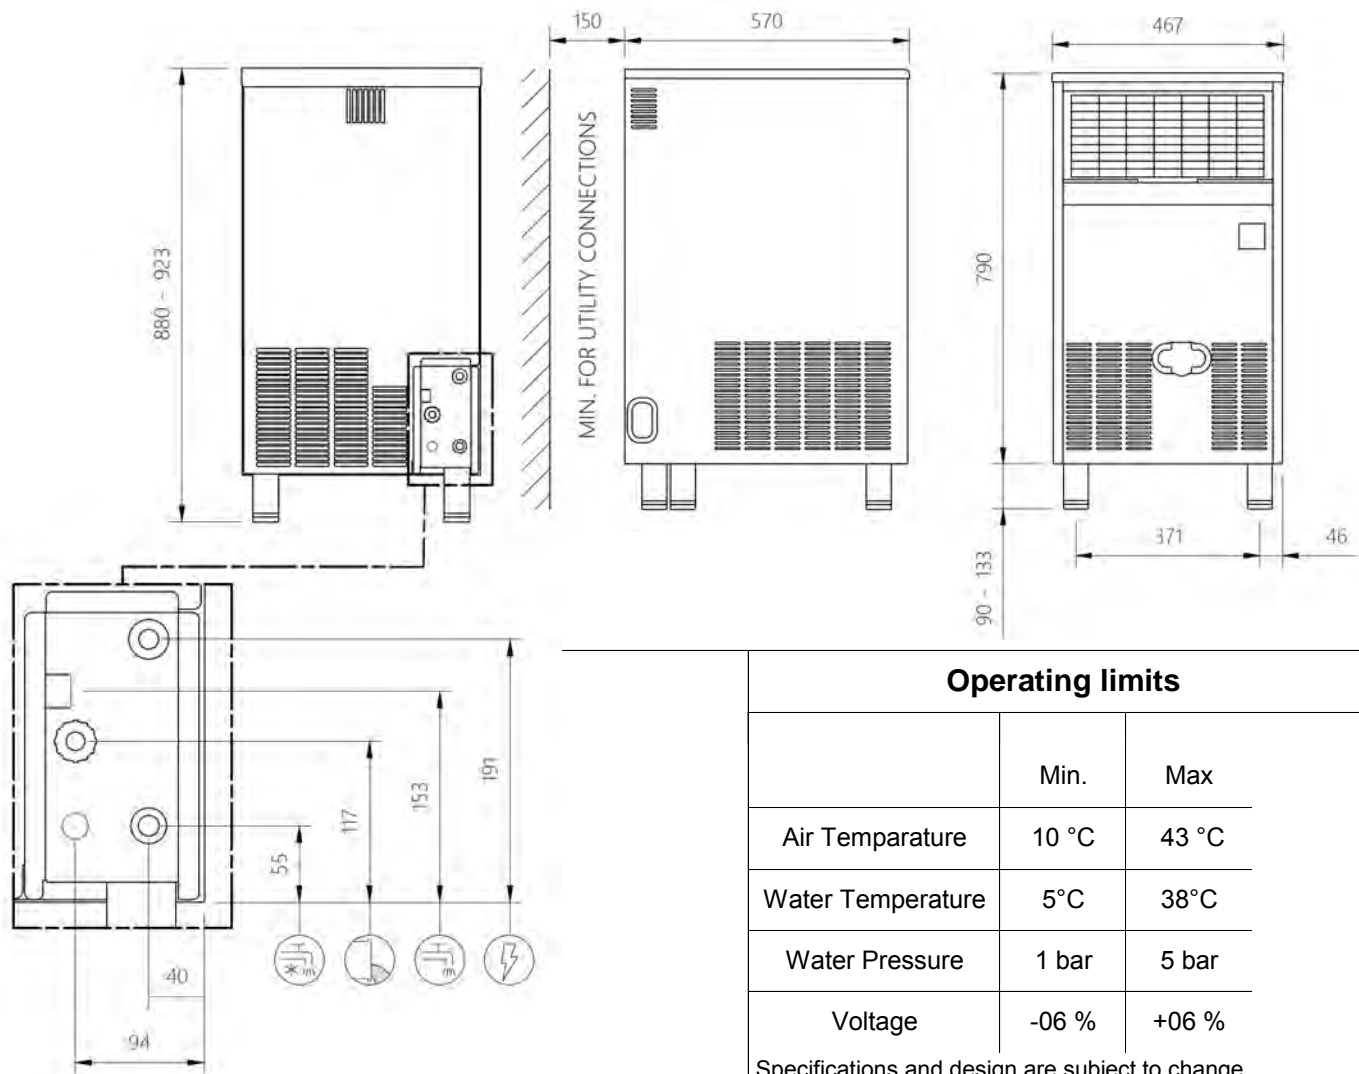 150
570
467
880 - 923
MIN. FOR UTILITY CONNECTIONS
790
371
46
90 - 133
191
153
117
55
40
94
Operating limits
Min. Max
Air Temparature 10 °C 43 °C
Water Temperature 5°C 38°C
Water Pressure 1 bar 5 bar
Voltage -06 % +06 %
Specifications and design are subject to change